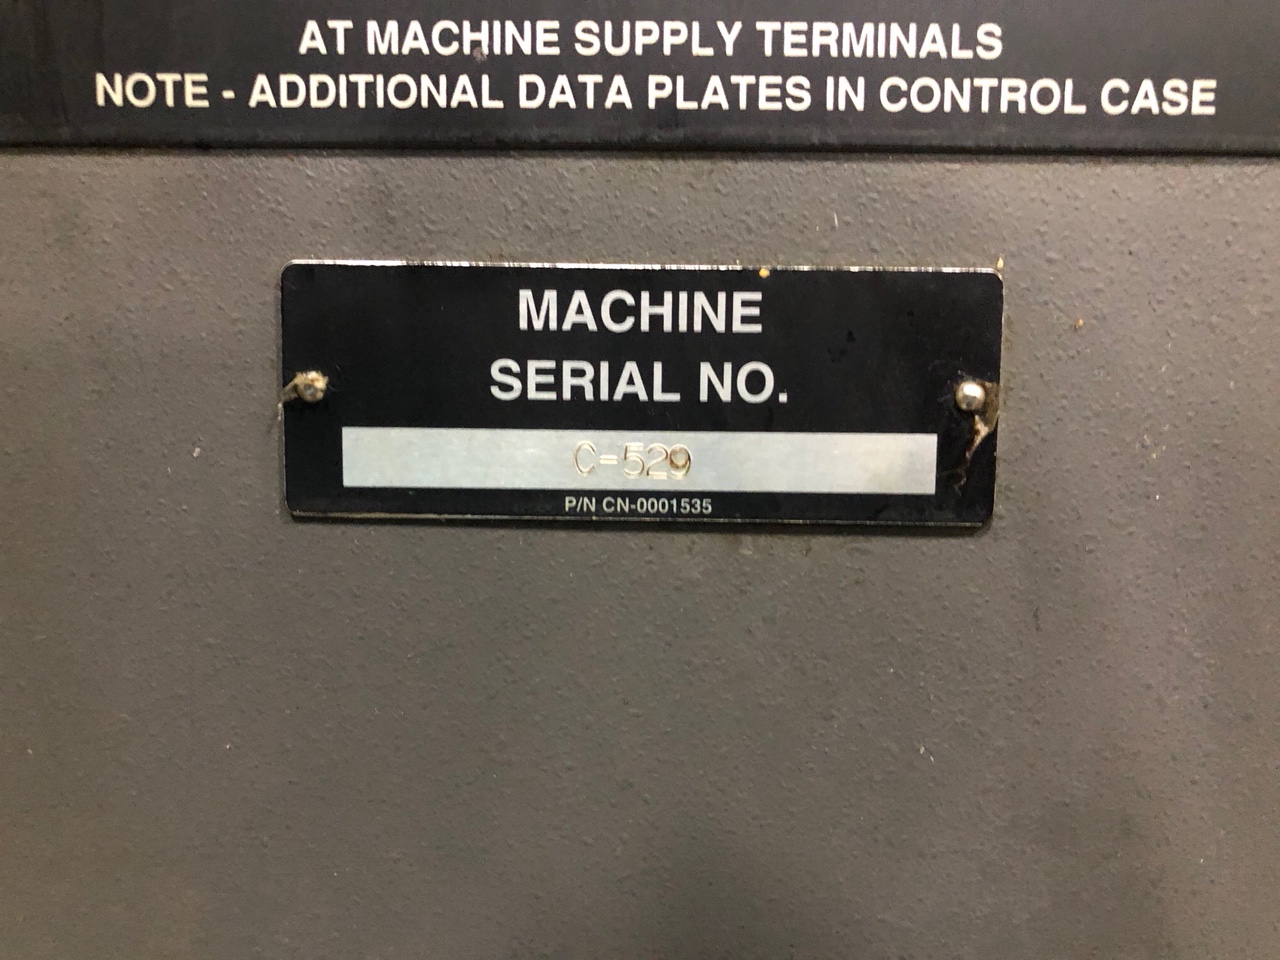 AT MACHINE SUPPLY TERMINALS
NOTE - ADDITIONAL DATA PLATES IN CONTROL CASE
MACHINE
SERIAL NO.
C-529
P/N CN-0001535